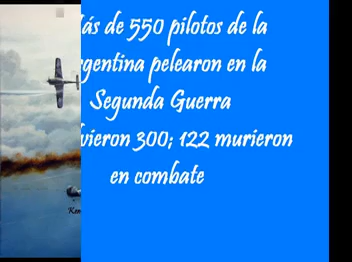 ás de 550 pilotos de la
rgentina pelearon en la
Segunda Guerra
vieron 300; 122 murieron
en combate